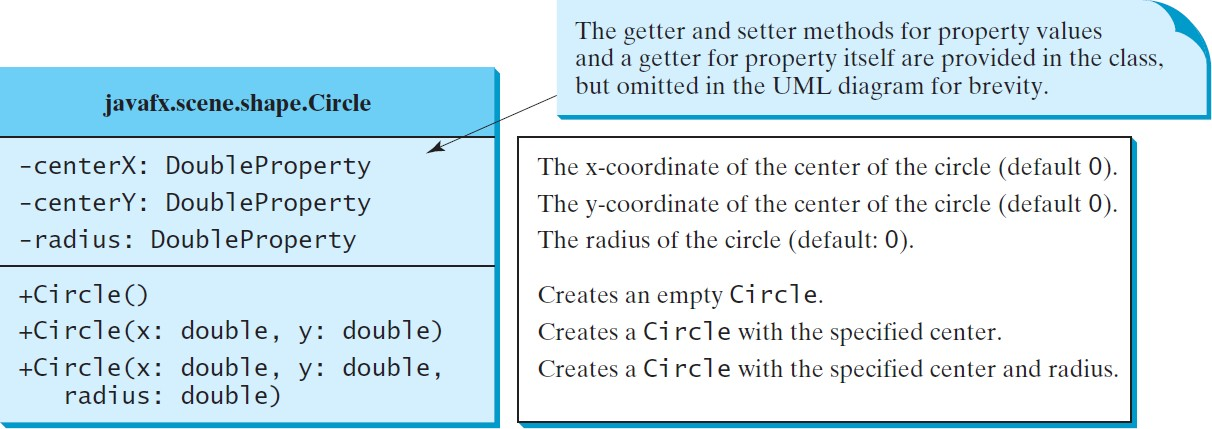 The getter and setter methods for property values
and a getter for property itself are provided in the class,
but omitted in the UML diagram for brevity.
javafx.scene.shape.Circle
-centerX: DoubleProperty
-centerY: DoubleProperty
-radius: DoubleProperty
+Circle()
+Circle(x: double, y: double)
+Circle(x: double, y: double,
radius: double)
The x-coordinate of the center of the circle (default 0).
The y-coordinate of the center of the circle (default 0).
The radius of the circle (default: 0).
Creates an empty Circle.
Creates a Circle with the specified center.
Creates a Circle with the specified center and radius.